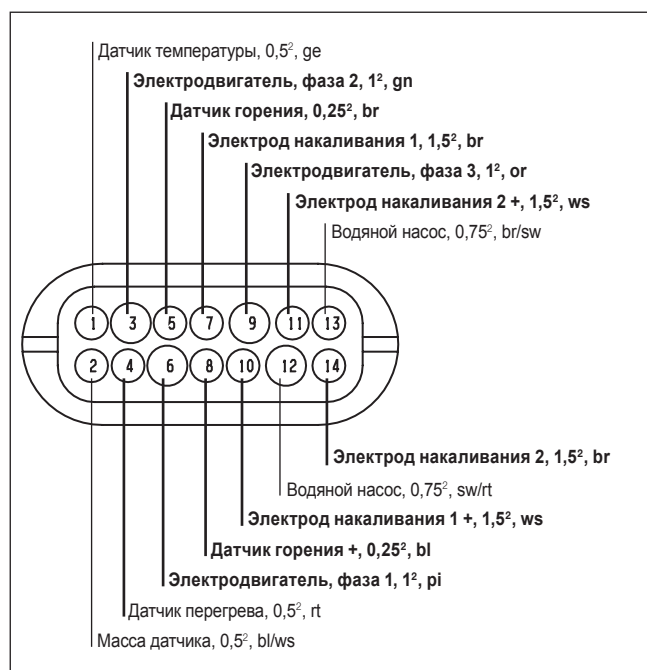 Датчик температуры, 0,5², ge
Электродвигатель, фаза 2, 1², gn
Датчик горения, 0,25², br
Электрод накаливания 1, 1,5², br
Электродвигатель, фаза 3, 1², or
Электрод накаливания 2 +, 1,5², ws
Водяной насос, 0,75², br/sw
1 3 5 7 9 11 13
2 4 6 8 10 12 14
Электрод накаливания 2, 1,5², br
Водяной насос, 0,75², sw/rt
Электрод накаливания 1 +, 1,5², ws
Датчик горения +, 0,25², bl
Электродвигатель, фаза 1, 1², pi
Датчик перегрева, 0,5², rt
Масса датчика, 0,5², bl/ws